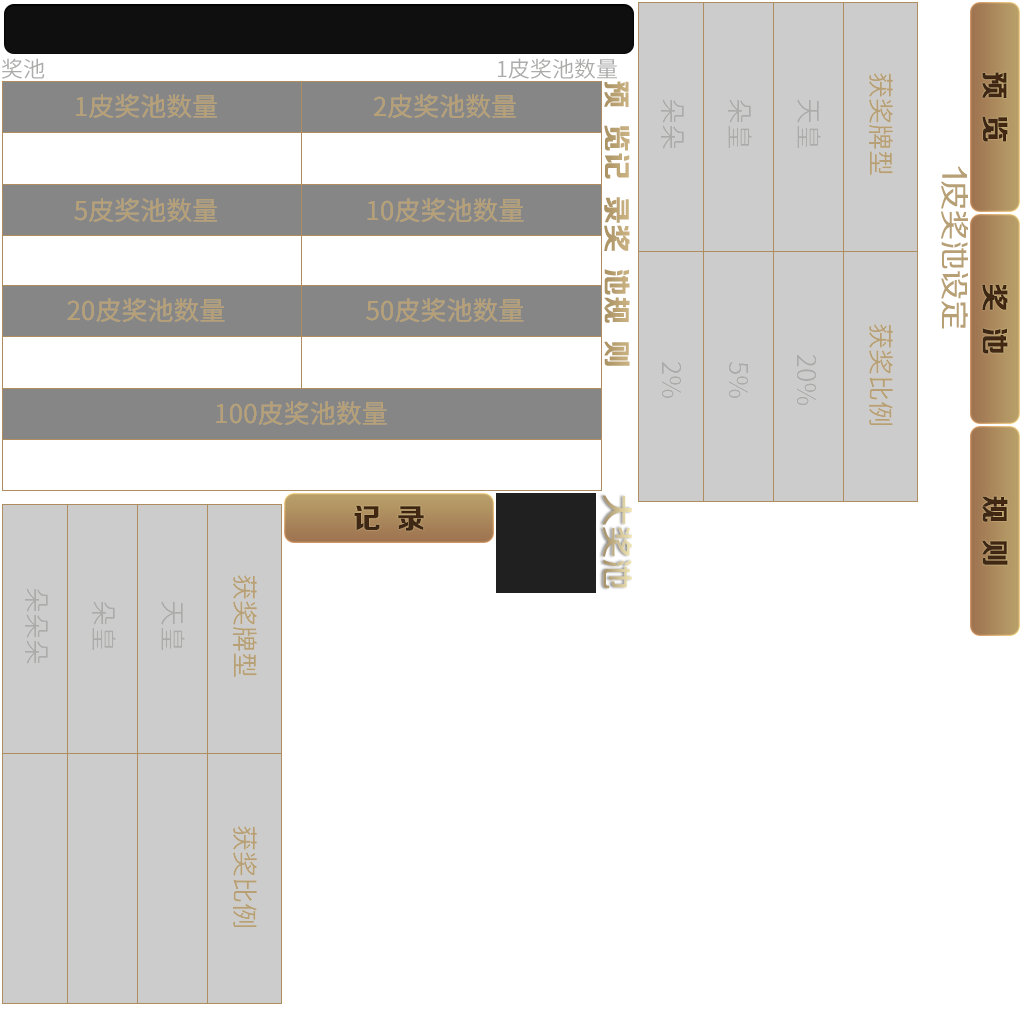 奖池
1皮奖池数量
1皮奖池数量
2皮奖池数量
5皮奖池数量
10皮奖池数量
20皮奖池数量
50皮奖池数量
100皮奖池数量
预 览
记 录
奖 池
规 则
获奖牌型
获奖比例
天皇
20%
朵皇
5%
朵朵
2%
皮奖池设定
预 览
奖 池
规 则
记 录
大奖池
获奖牌型
获奖比例
天皇
朵皇
朵朵朵